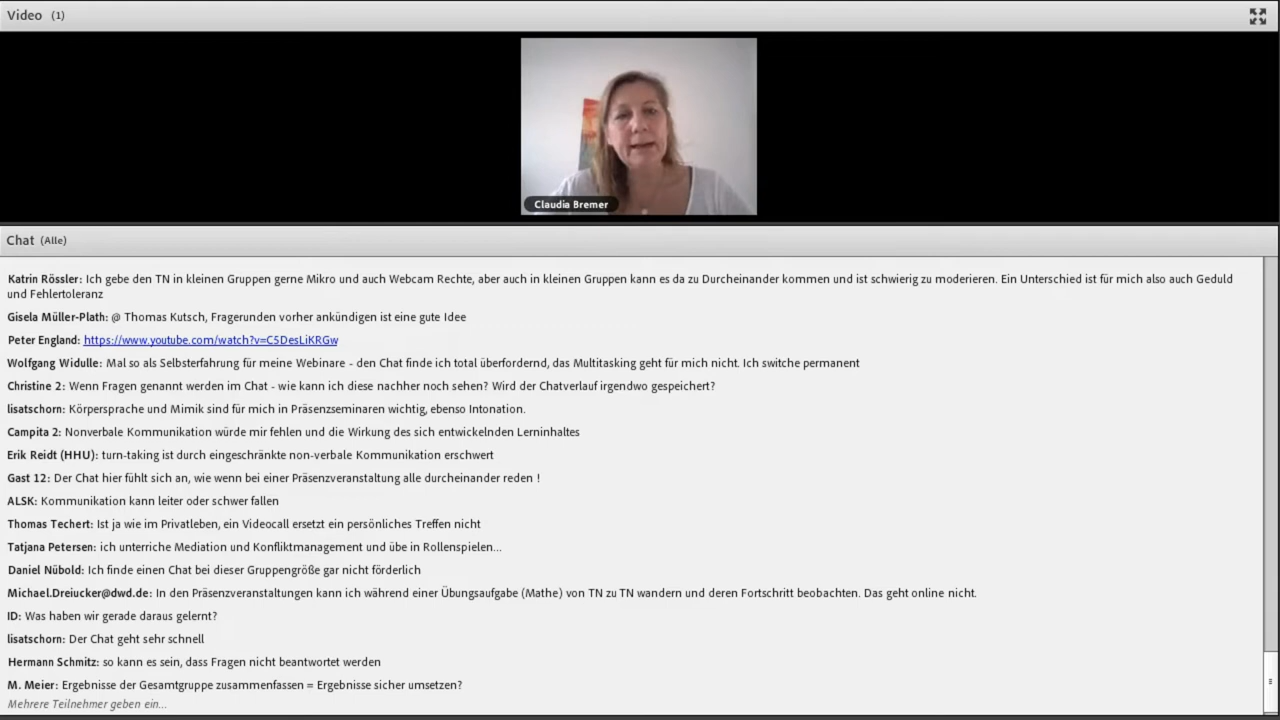 Video (1)
Claudia Bremer
Chat (Alle)
Katrin Rössler: Ich gebe den TN in kleinen Gruppen gerne Mikro und auch Webcam Rechte, aber auch in kleinen Gruppen kann es da zu Durcheinander kommen und ist schwierig zu moderieren. Ein Unterschied ist für mich also auch Geduld
und Fehlertoleranz
Gisela Müller-Plath: @ Thomas Kutsch, Fragerunden vorher ankündigen ist eine gute Idee
Peter England: https://www.youtube.com/watch?v=C5DesLiKRGw
Wolfgang Widulle: Mal so als Selbsterfahrung für meine Webinare - den Chat finde ich total überfordernd, das Multitasking geht für mich nicht. Ich switche permanent
Christine 2: Wenn Fragen genannt werden im Chat - wie kann ich diese nachher noch sehen? Wird der Chatverlauf irgendwo gespeichert?
lisatschorn: Körpersprache und Mimik sind für mich in Präsenzseminaren wichtig, ebenso Intonation.
Campita 2: Nonverbale Kommunikation würde mir fehlen und die Wirkung des sich entwickelnden Lerninhaltes
Erik Reidt (HHU): turn-taking ist durch eingeschränkte non-verbale Kommunikation erschwert
Gast 12: Der Chat hier fühlt sich an, wie wenn bei einer Präsenzveranstaltung alle durcheinander reden !
ALSK: Kommunikation kann leiter oder schwer fallen
Thomas Techert: Ist ja wie im Privatleben, ein Videocall ersetzt ein persönliches Treffen nicht
Tatjana Petersen: ich unterriche Mediation und Konfliktmanagement und übe in Rollenspielen...
Daniel Nübold: Ich finde einen Chat bei dieser Gruppengröße gar nicht förderlich
Michael.Dreiucker@dwd.de: In den Präsenzveranstaltungen kann ich während einer Übungsaufgabe (Mathe) von TN zu TN wandern und deren Fortschritt beobachten. Das geht online nicht.
ID: Was haben wir gerade daraus gelernt?
lisatschorn: Der Chat geht sehr schnell
Hermann Schmitz: so kann es sein, dass Fragen nicht beantwortet werden
M. Meier: Ergebnisse der Gesamtgruppe zusammenfassen = Ergebnisse sicher umsetzen?
Mehrere Teilnehmer geben ein...